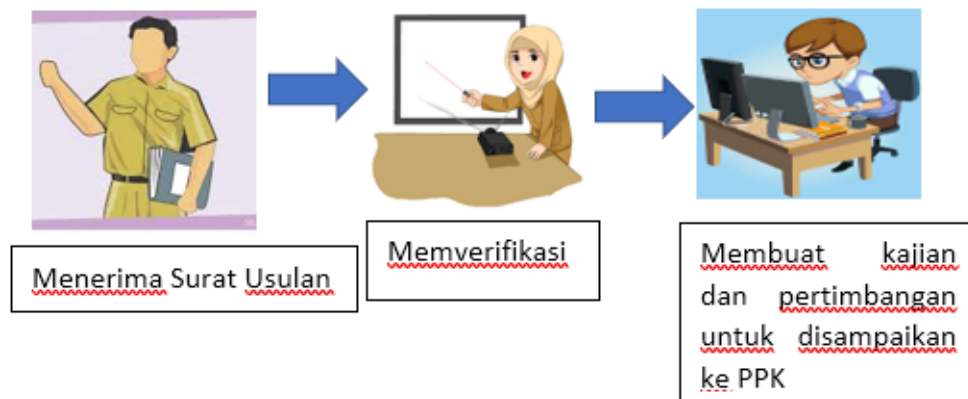 Menerima Surat Usulan
Memverifikasi
Membuat kajian
dan pertimbangan
untuk disampaikan
ke PPK